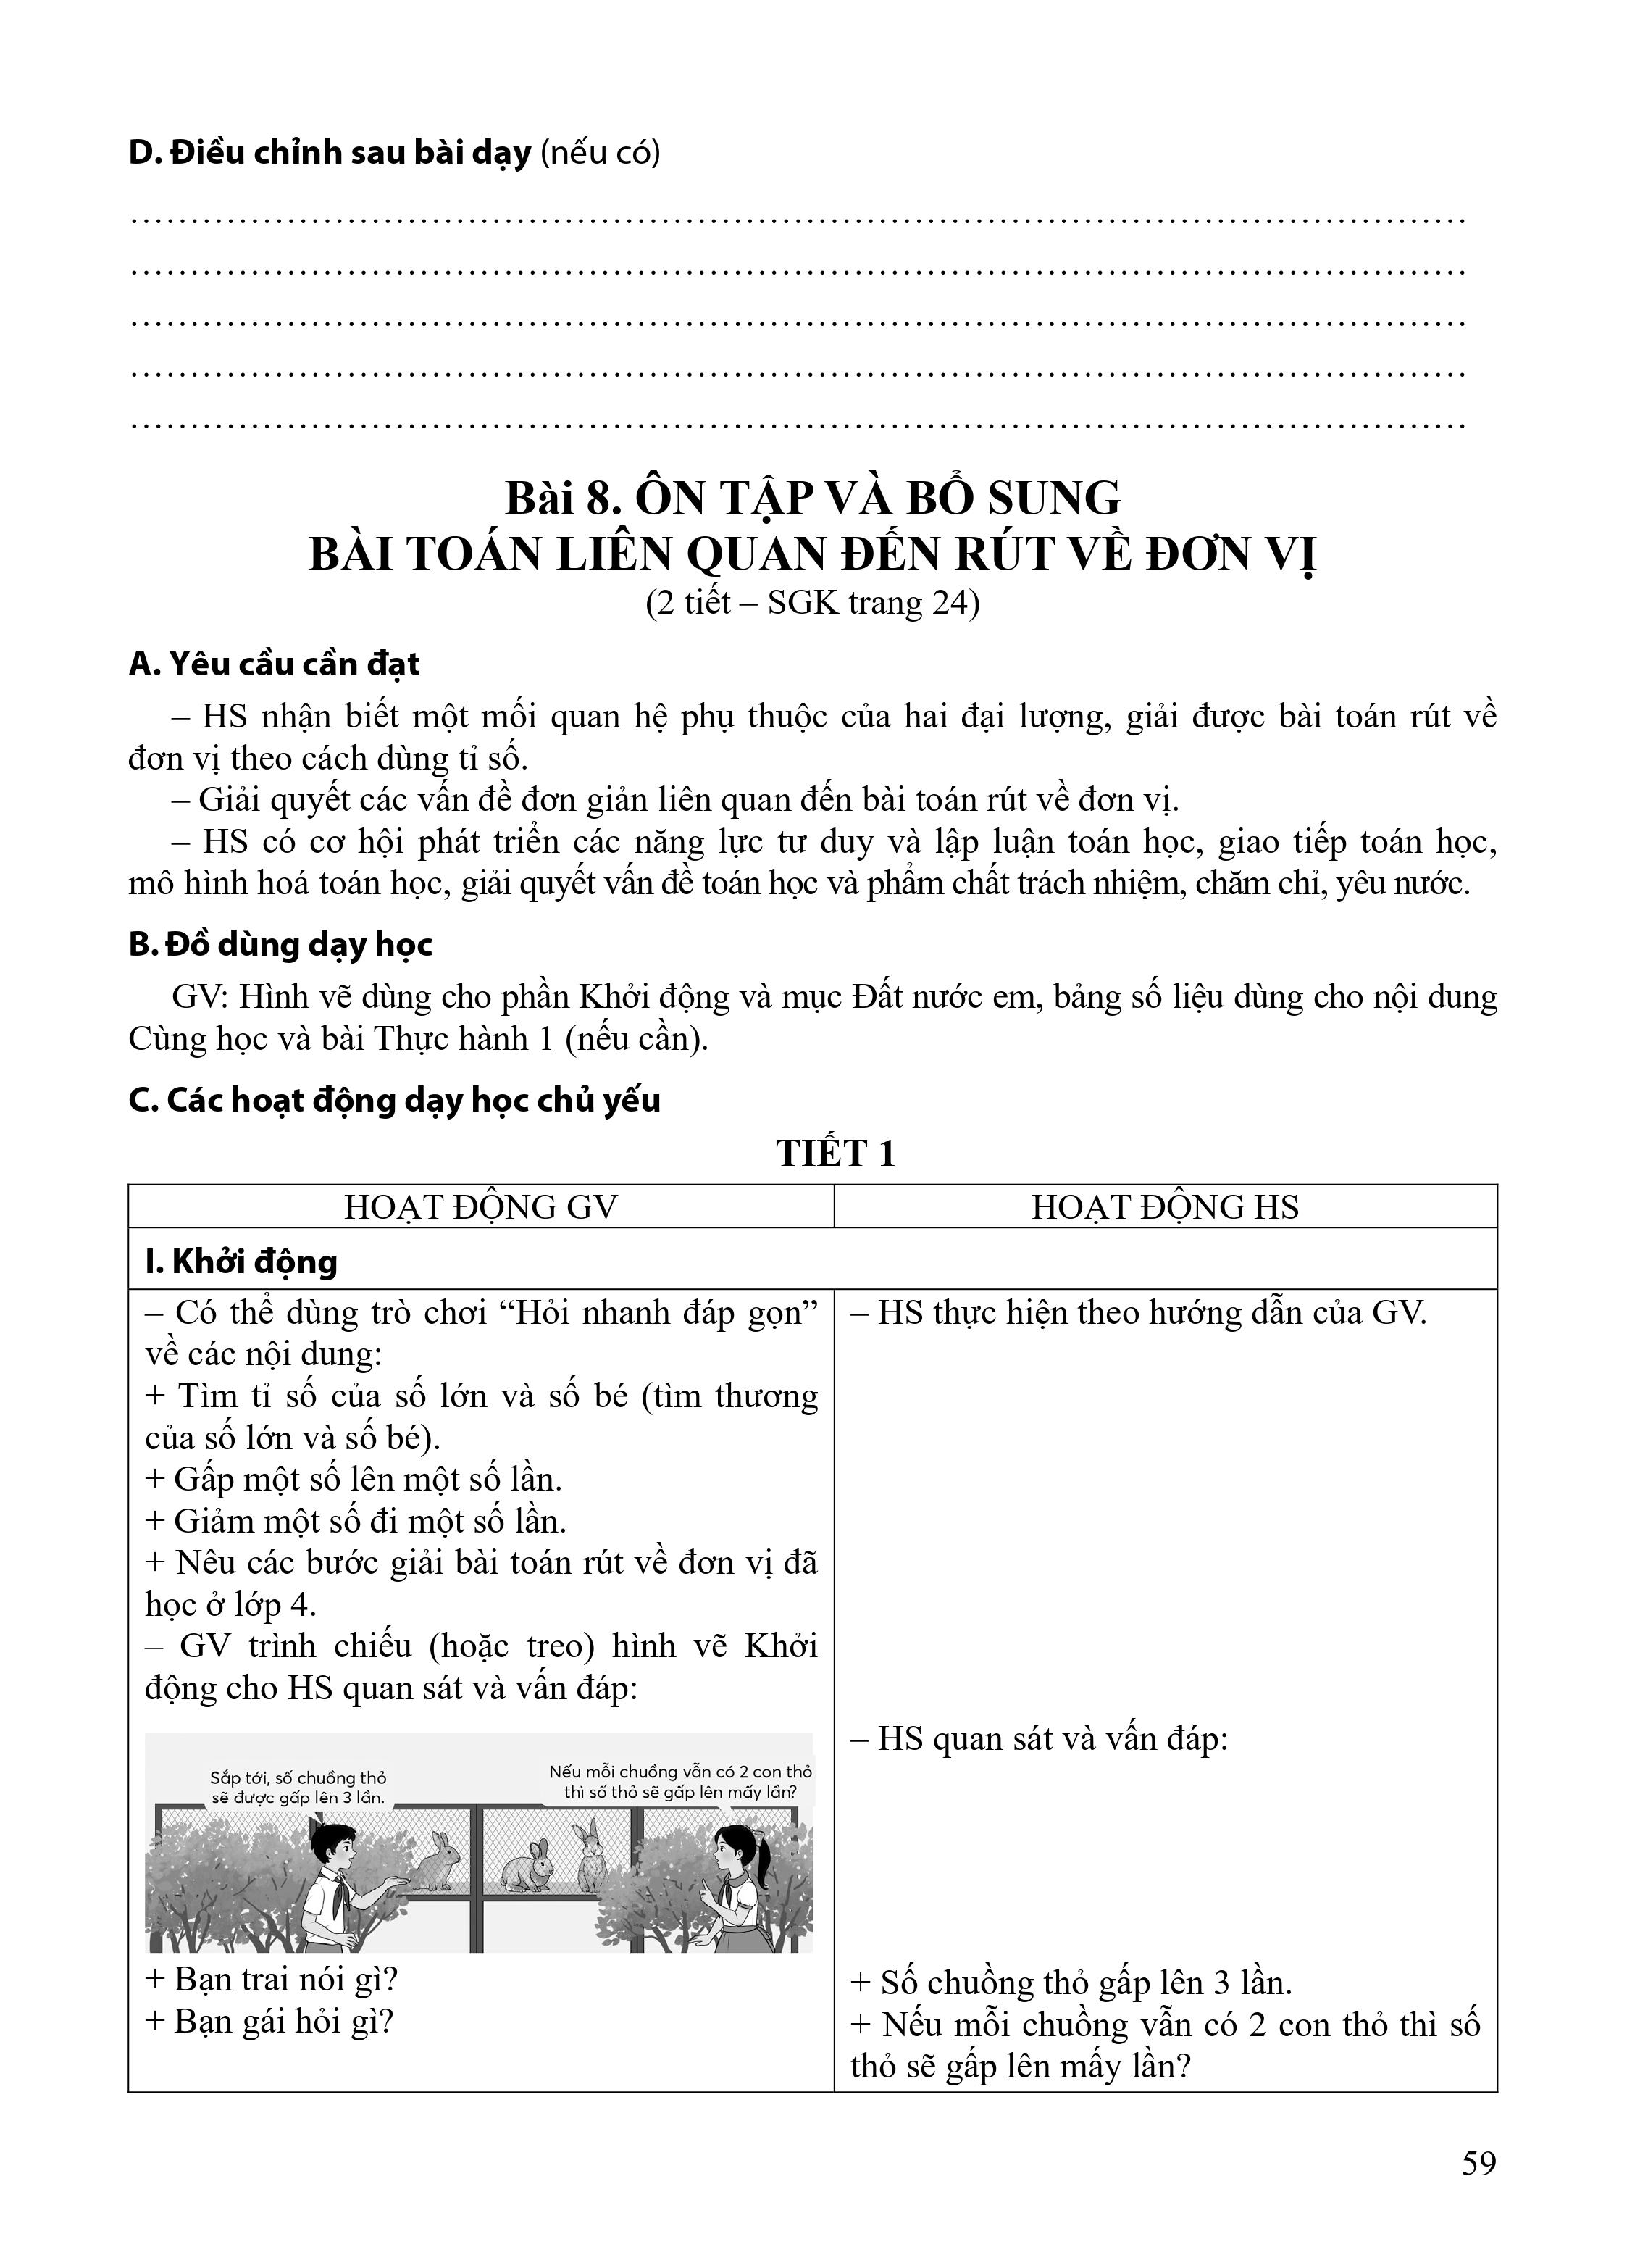 D. Điều chỉnh sau bài dạy (nếu có)
..............................................................................................................
..............................................................................................................
..............................................................................................................
..............................................................................................................
..............................................................................................................
Bài 8. ÔN TẬP VÀ BỔ SUNG
BÀI TOÁN LIÊN QUAN ĐẾN RÚT VỀ ĐƠN VỊ
(2 tiết – SGK trang 24)
A. Yêu cầu cần đạt
– HS nhận biết một mối quan hệ phụ thuộc của hai đại lượng, giải được bài toán rút về
đơn vị theo cách dùng tỉ số.
– Giải quyết các vấn đề đơn giản liên quan đến bài toán rút về đơn vị.
– HS có cơ hội phát triển các năng lực tư duy và lập luận toán học, giao tiếp toán học,
mô hình hoá toán học, giải quyết vấn đề toán học và phẩm chất trách nhiệm, chăm chỉ, yêu nước.
B. Đồ dùng dạy học
GV: Hình vẽ dùng cho phần Khởi động và mục Đất nước em, bảng số liệu dùng cho nội dung
Cùng học và bài Thực hành 1 (nếu cần).
C. Các hoạt động dạy học chủ yếu
TIẾT 1
HOẠT ĐỘNG GV
HOẠT ĐỘNG HS
I. Khởi động
– Có thể dùng trò chơi “Hỏi nhanh đáp gọn”
về các nội dung:
+ Tìm tỉ số của số lớn và số bé (tìm thương
của số lớn và số bé).
+ Gấp một số lên một số lần.
+ Giảm một số đi một số lần.
+ Nêu các bước giải bài toán rút về đơn vị đã
học ở lớp 4.
– GV trình chiếu (hoặc treo) hình vẽ Khởi
động cho HS quan sát và vấn đáp:
Sắp tới, số chuồng thỏ
sẽ được gấp lên 3 lần.
Nếu mỗi chuồng vẫn có 2 con thỏ
thì số thỏ sẽ gấp lên mấy lần?
+ Bạn trai nói gì?
+ Bạn gái hỏi gì?
– HS thực hiện theo hướng dẫn của GV.
– HS quan sát và vấn đáp:
+ Số chuồng thỏ gấp lên 3 lần.
+ Nếu mỗi chuồng vẫn có 2 con thỏ thì số
thỏ sẽ gấp lên mấy lần?
59